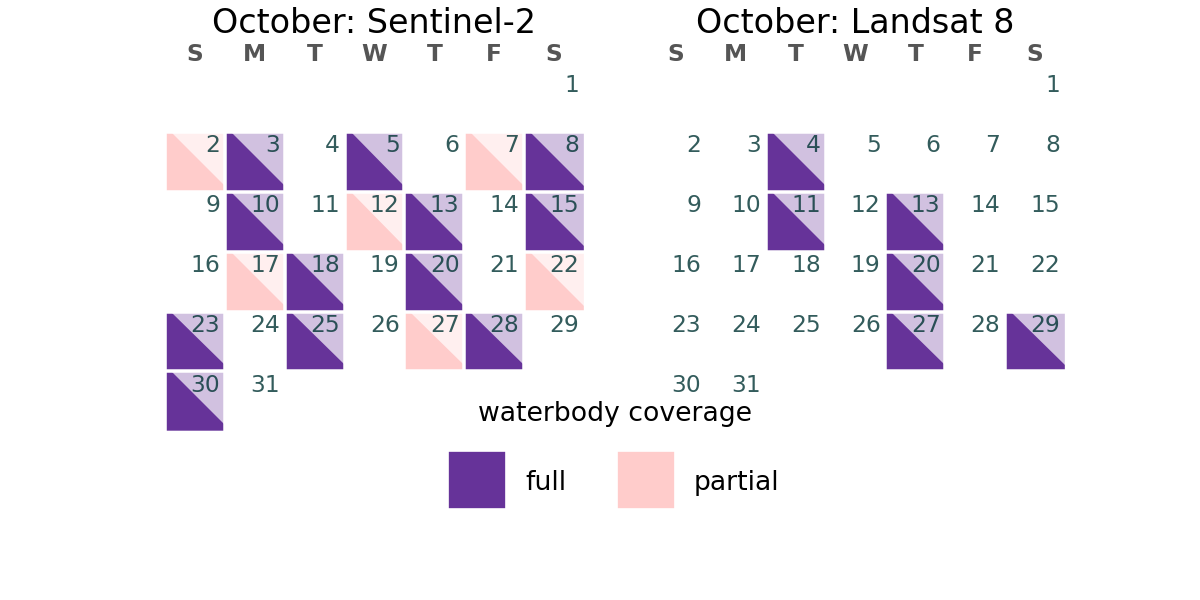 October: Sentinel-2
S M T W T F S
1
2 3 4 5 6 7 8
9 10 11 12 13 14 15
16 17 18 19 20 21 22
23 24 25 26 27 28 29
30 31
October: Landsat 8
S M T W T F S
1
2 3 4 5 6 7 8
9 10 11 12 13 14 15
16 17 18 19 20 21 22
23 24 25 26 27 28 29
30 31
waterbody coverage
full
partial